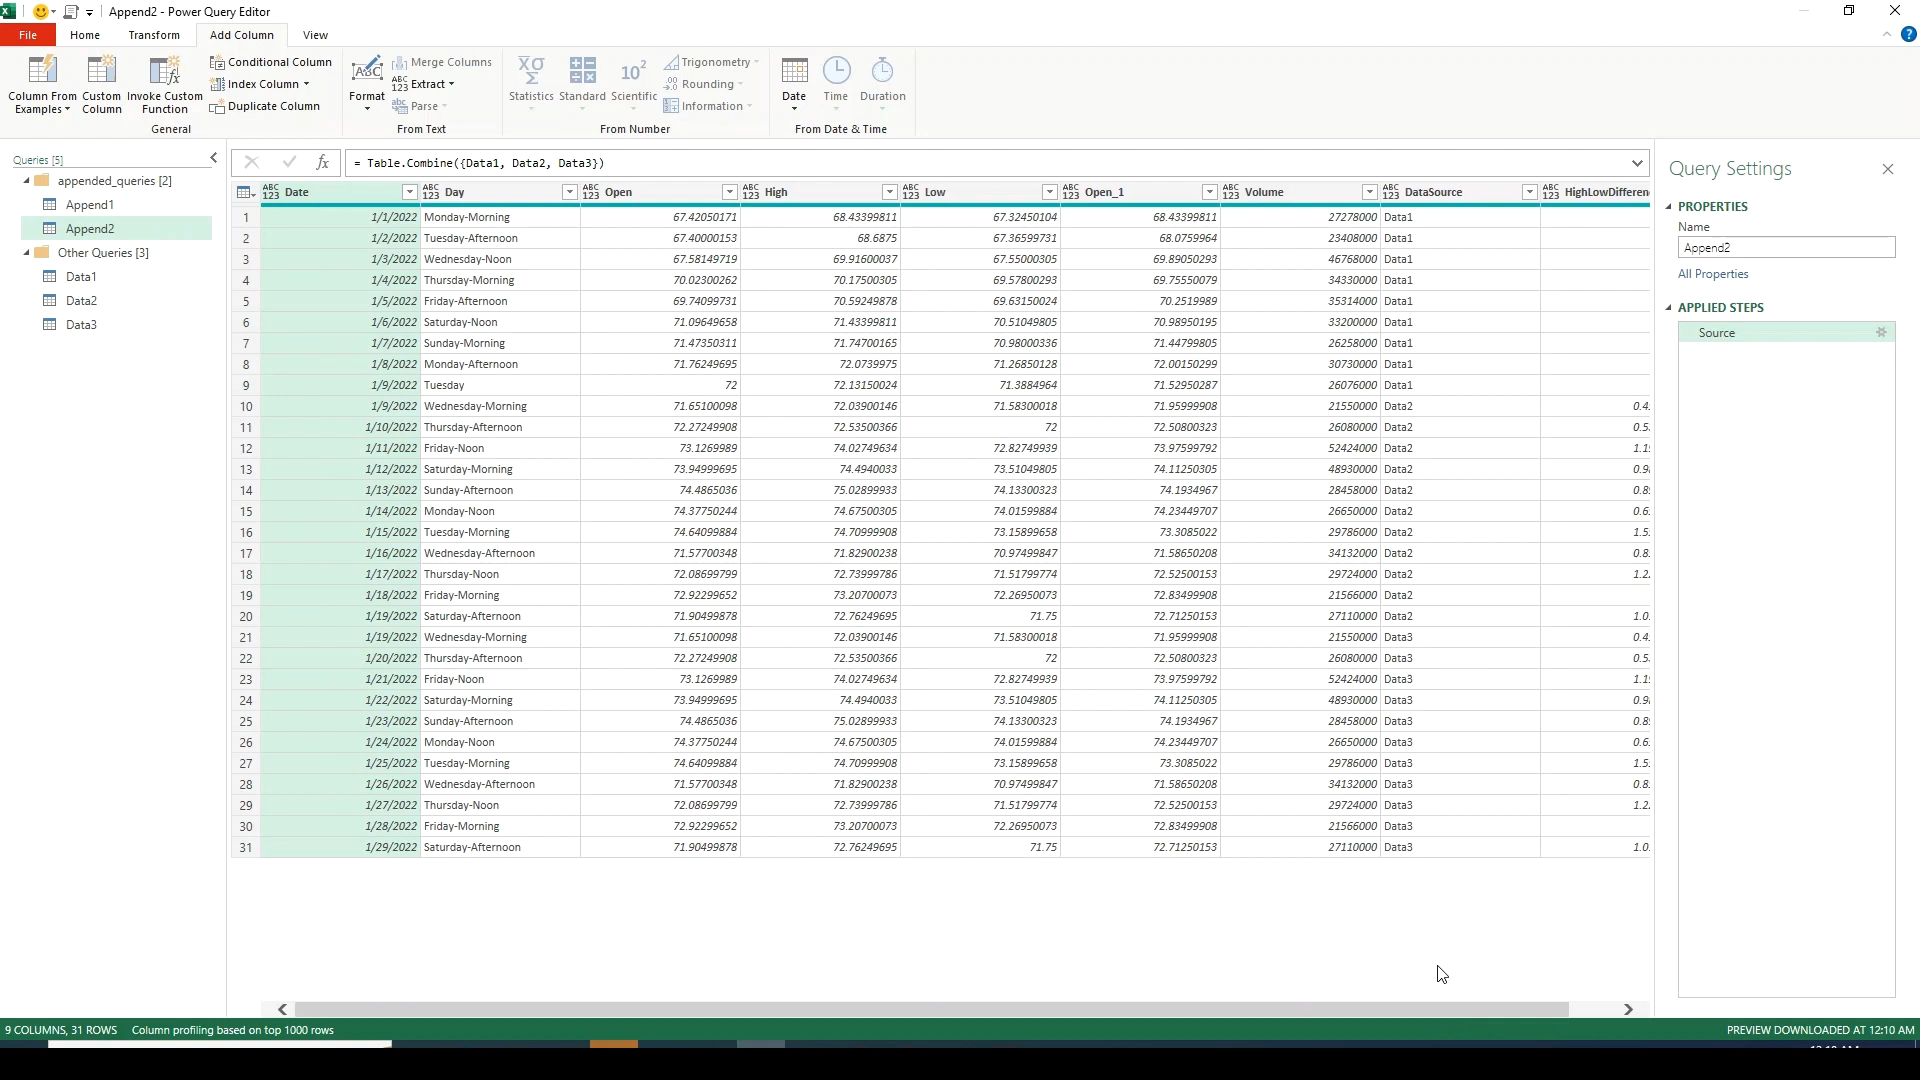 Append2 - Power Query Editor
File Home Transform Add Column View
Column From Examples
Custom Column
Invoke Custom Function
Conditional Column
Index Column
Duplicate Column
General
Format
Merge Columns
Extract
Parse
From Text
Statistics
Standard
Scientific
Trigonometry
Rounding
Information
From Number
Date
Time
Duration
From Date & Time
Queries [5]
appended_queries [2]
Append1
Append2
Other Queries [3]
Data1
Data2
Data3
= Table.Combine({Data1, Data2, Data3})
Date Day Open High Low Open_1 Volume DataSource
1 1/1/2022 Monday-Morning 67.42050171 68.43399811 67.32450104 68.43399811 27278000 Data1
2 1/2/2022 Tuesday-Afternoon 67.40000153 68.6875 67.36599731 68.0759964 23408000 Data1
3 1/3/2022 Wednesday-Noon 67.58149719 69.91600037 67.55000305 69.89050293 46768000 Data1
4 1/4/2022 Thursday-Morning 70.02300262 70.17500305 69.57800293 69.75550079 34330000 Data1
5 1/5/2022 Friday-Afternoon 69.74099731 70.59249878 69.63150024 70.2519989 35314000 Data1
6 1/6/2022 Saturday-Noon 71.09649658 71.43399811 70.51049805 70.98950195 33200000 Data1
7 1/7/2022 Sunday-Morning 71.47350311 71.74700165 70.98000336 71.44799805 26258000 Data1
8 1/8/2022 Monday-Afternoon 71.76249695 72.0739975 71.26850128 72.00150299 30730000 Data1
9 1/9/2022 Tuesday 72 72.13150024 71.3884964 71.52950287 26076000 Data1
10 1/9/2022 Wednesday-Morning 71.65100098 72.03900146 71.58300018 71.95999908 21550000 Data2
11 1/10/2022 Thursday-Afternoon 72.27249908 72.53500366 72 72.50800323 26080000 Data2
12 1/11/2022 Friday-Noon 73.1269989 74.02749634 72.82749939 73.97599792 52424000 Data2
13 1/12/2022 Saturday-Morning 73.94999695 74.4940033 73.51049805 74.11250305 48930000 Data2
14 1/13/2022 Sunday-Afternoon 74.4865036 75.02899933 74.13300323 74.1934967 28458000 Data2
15 1/14/2022 Monday-Noon 74.37750244 74.67500305 74.01599884 74.23449707 26650000 Data2
16 1/15/2022 Tuesday-Morning 74.64099884 74.70999908 73.15899658 73.3085022 29786000 Data2
17 1/16/2022 Wednesday-Afternoon 71.57700348 71.82900238 70.97499847 71.58650208 34132000 Data2
18 1/17/2022 Thursday-Noon 72.08699799 72.73999786 71.51799774 72.52500153 29724000 Data2
19 1/18/2022 Friday-Morning 72.92299652 73.20700073 72.26950073 72.83499908 21566000 Data2
20 1/19/2022 Saturday-Afternoon 71.90499878 72.76249695 71.75 72.71250153 27110000 Data2
21 1/19/2022 Wednesday-Morning 71.65100098 72.03900146 71.58300018 71.95999908 21550000 Data3
22 1/20/2022 Thursday-Afternoon 72.27249908 72.53500366 72 72.50800323 26080000 Data3
23 1/21/2022 Friday-Noon 73.1269989 74.02749634 72.82749939 73.97599792 52424000 Data3
24 1/22/2022 Saturday-Morning 73.94999695 74.4940033 73.51049805 74.11250305 48930000 Data3
25 1/23/2022 Sunday-Afternoon 74.4865036 75.02899933 74.13300323 74.1934967 28458000 Data3
26 1/24/2022 Monday-Noon 74.37750244 74.67500305 74.01599884 74.23449707 26650000 Data3
27 1/25/2022 Tuesday-Morning 74.64099884 74.70999908 73.15899658 73.3085022 29786000 Data3
28 1/26/2022 Wednesday-Afternoon 71.57700348 71.82900238 70.97499847 71.58650208 34132000 Data3
29 1/27/2022 Thursday-Noon 72.08699799 72.73999786 71.51799774 72.52500153 29724000 Data3
30 1/28/2022 Friday-Morning 72.92299652 73.20700073 72.26950073 72.83499908 21566000 Data3
31 1/29/2022 Saturday-Afternoon 71.90499878 72.76249695 71.75 72.71250153 27110000 Data3
Query Settings
PROPERTIES
Name
Append2
All Properties
APPLIED STEPS
Source
9 COLUMNS, 31 ROWS Column profiling based on top 1000 rows
PREVIEW DOWNLOADED AT 12:10 AM